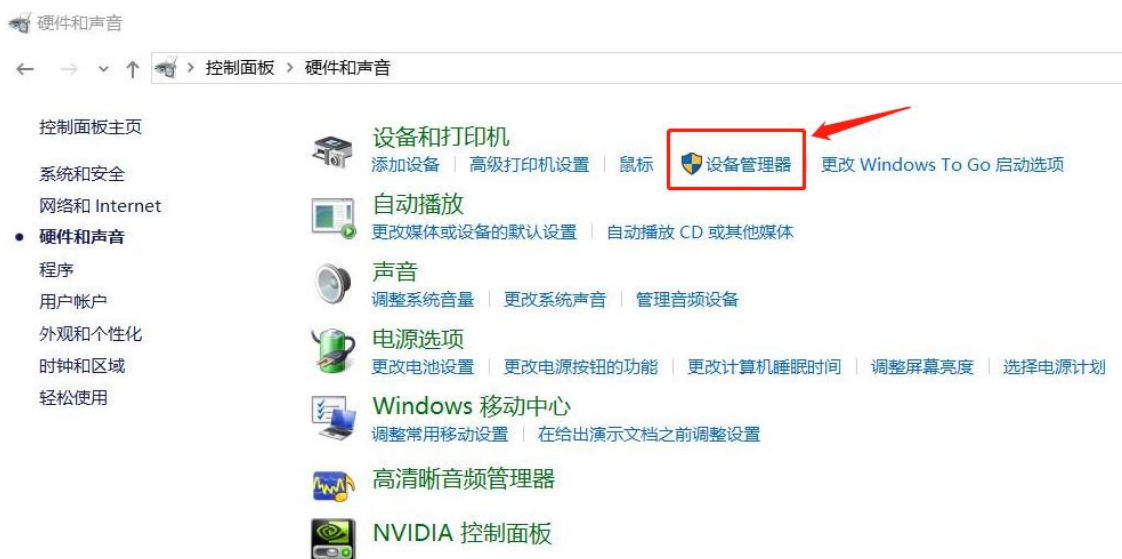 硬件和声音
控制面板 › 硬件和声音
控制面板主页
系统和安全
网络和 Internet
硬件和声音
程序
用户帐户
外观和个性化
时钟和区域
轻松使用
设备和打印机
添加设备 | 高级打印机设置 | 鼠标 | 设备管理器 | 更改 Windows To Go 启动选项
自动播放
更改媒体或设备的默认设置 | 自动播放 CD 或其他媒体
声音
调整系统音量 | 更改系统声音 | 管理音频设备
电源选项
更改电池设置 | 更改电源按钮的功能 | 更改计算机睡眠时间 | 调整屏幕亮度 | 选择电源计划
Windows 移动中心
调整常用移动设置 | 在给出演示文档之前调整设置
高清晰音频管理器
NVIDIA 控制面板